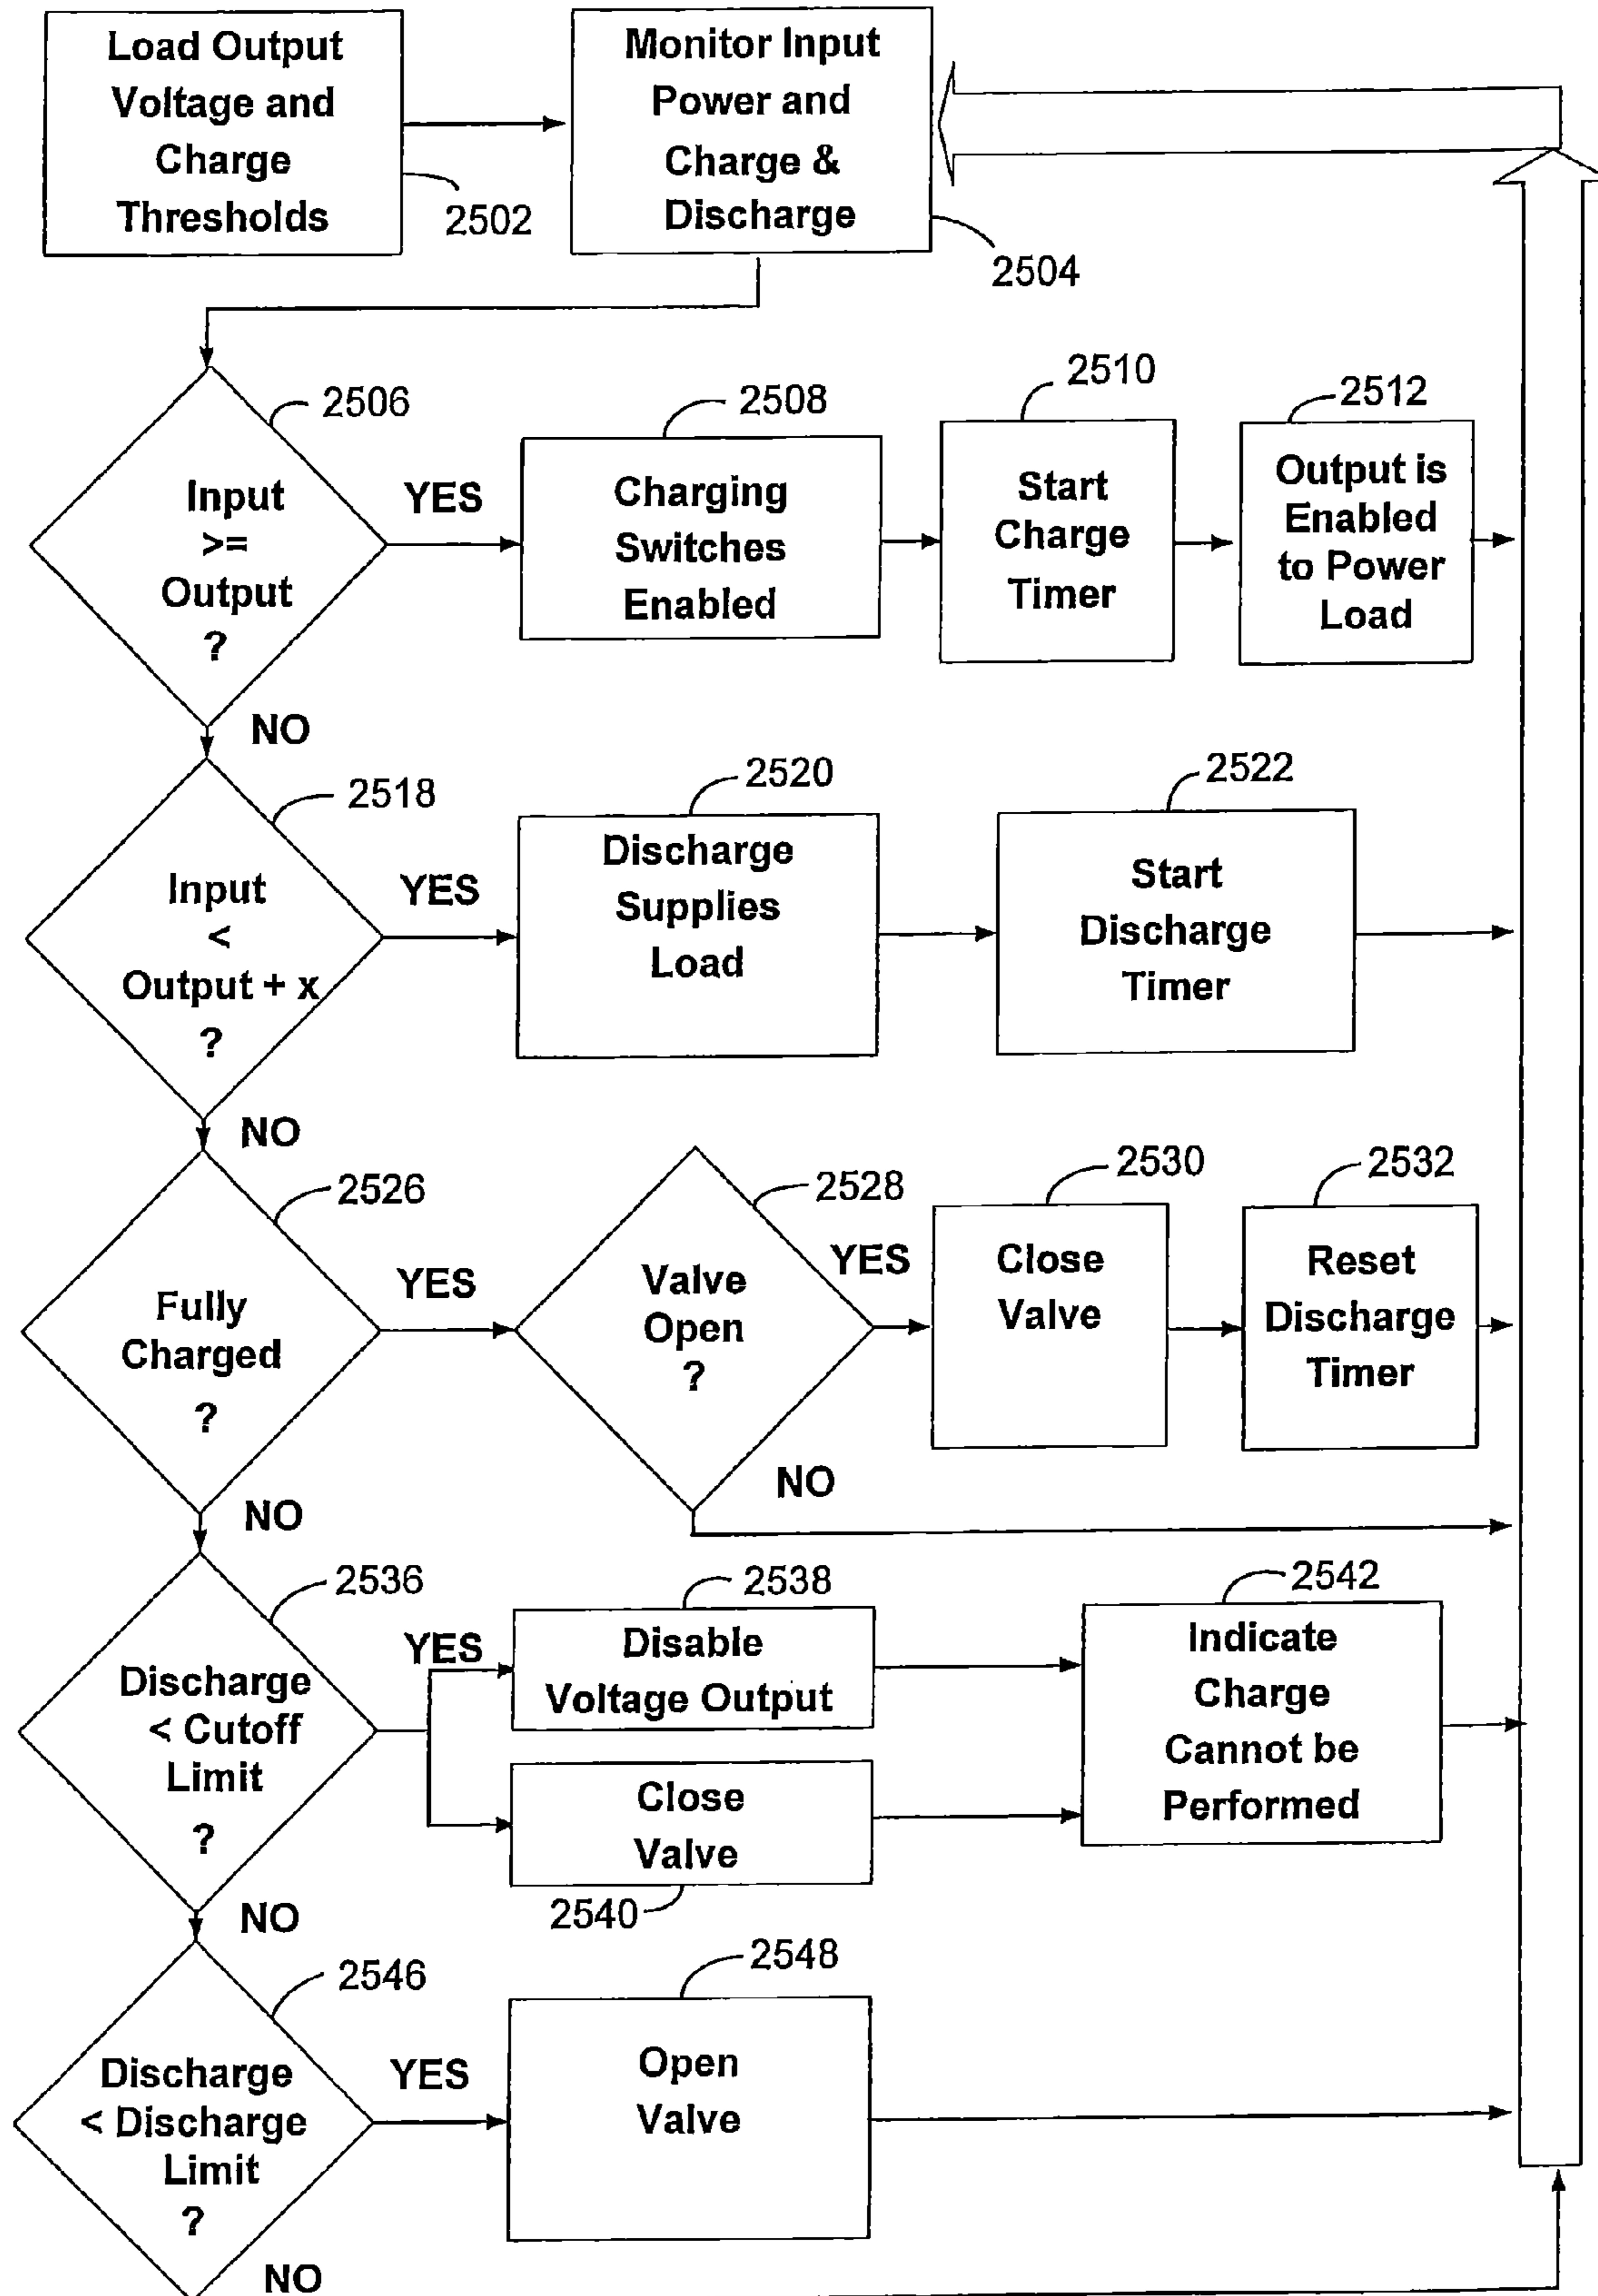 Load Output
Voltage and
Charge
Thresholds
2502
Monitor Input
Power and
Charge &
Discharge
2504
2506
Input
>=
Output
?
YES
NO
2508
Charging
Switches
Enabled
2510
Start
Charge
Timer
2512
Output is
Enabled
to Power
Load
2518
Input
<
Output + x
?
YES
NO
2520
Discharge
Supplies
Load
2522
Start
Discharge
Timer
2526
Fully
Charged
?
YES
NO
2528
Valve
Open
?
YES
NO
2530
Close
Valve
2532
Reset
Discharge
Timer
2536
Discharge
< Cutoff
Limit
?
YES
NO
2538
Disable
Voltage Output
Close
Valve
2540
2542
Indicate
Charge
Cannot be
Performed
2546
Discharge
< Discharge
Limit
?
YES
NO
2548
Open
Valve